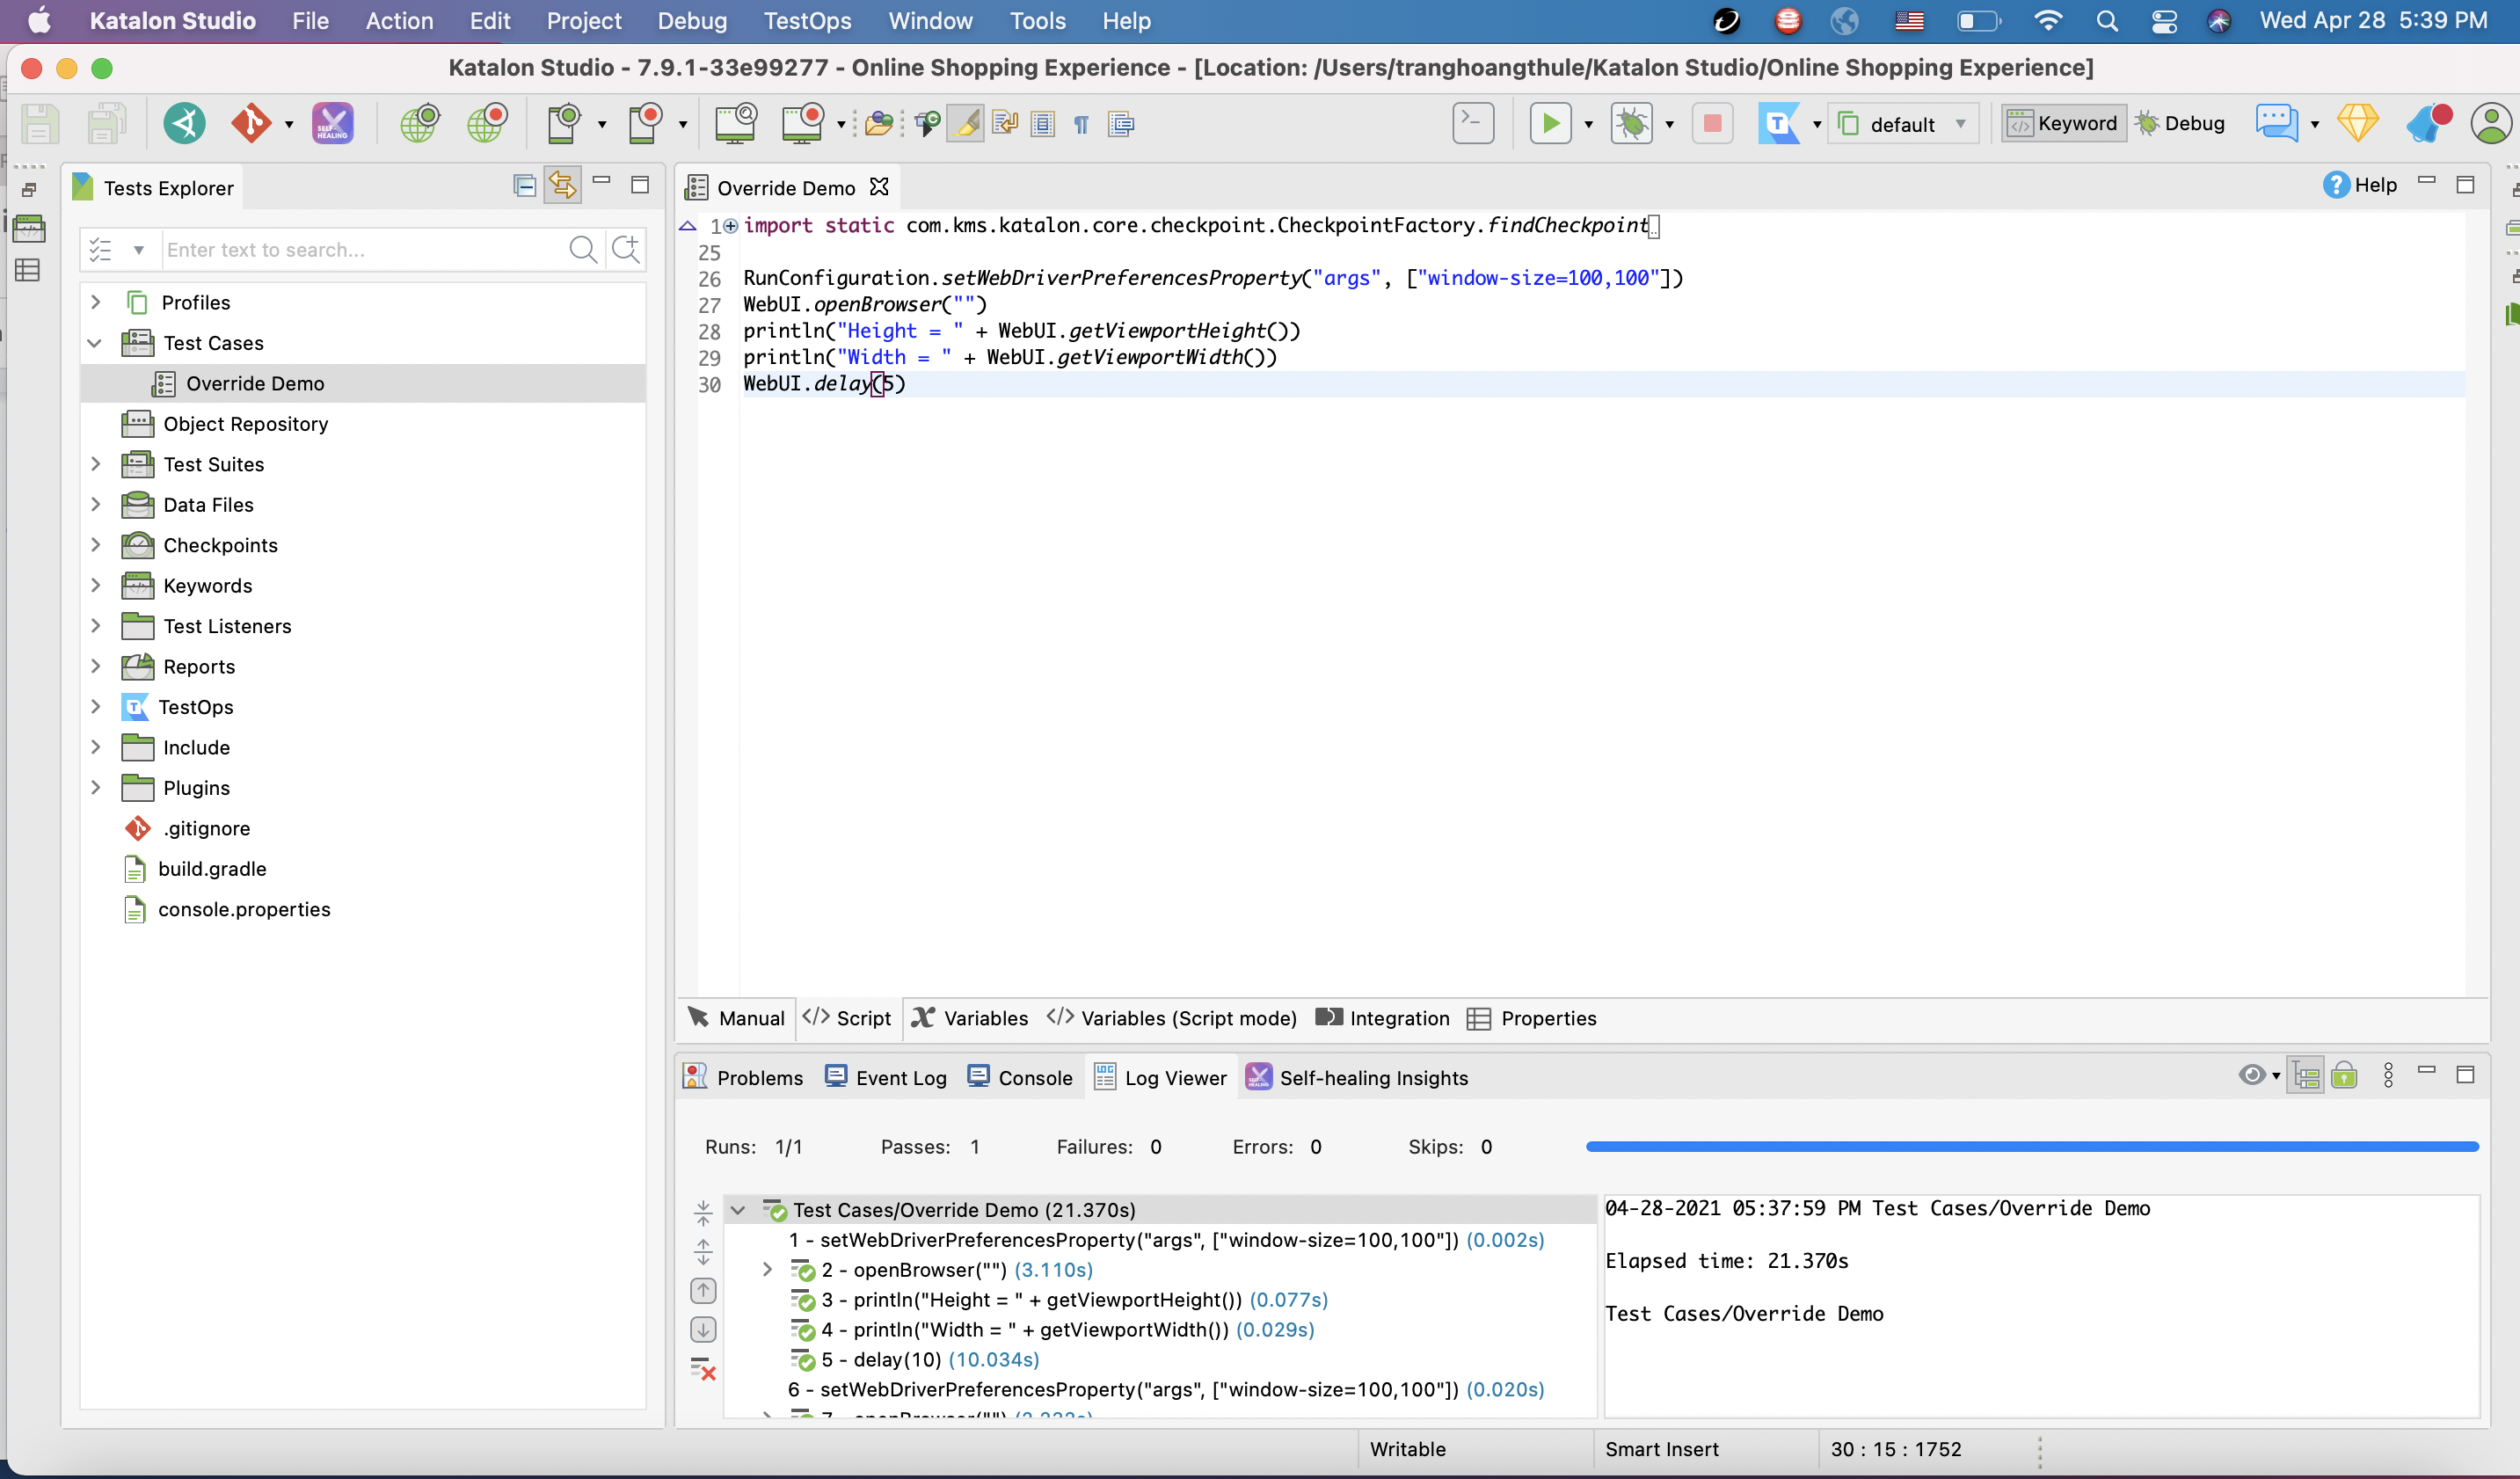 Katalon Studio File Action Edit Project Debug TestOps Window Tools Help Wed Apr 28 5:39 PM
Katalon Studio - 7.9.1-33e99277 - Online Shopping Experience - [Location: /Users/tranghoangthule/Katalon Studio/Online Shopping Experience]
SELF-HEALING
default Keyword Debug
Tests Explorer
Enter text to search...
Profiles
Test Cases
Override Demo
Object Repository
Test Suites
Data Files
Checkpoints
Keywords
Test Listeners
Reports
TestOps
Include
Plugins
.gitignore
build.gradle
console.properties
Override Demo Help
1 import static com.kms.katalon.core.checkpoint.CheckpointFactory.findCheckpoint
25
26 RunConfiguration.setWebDriverPreferencesProperty("args", ["window-size=100,100"])
27 WebUI.openBrowser("")
28 println("Height = " + WebUI.getViewportHeight())
29 println("Width = " + WebUI.getViewportWidth())
30 WebUI.delay(5)
Manual </> Script Variables </> Variables (Script mode) Integration Properties
Problems Event Log Console Log Viewer Self-healing Insights
Runs: 1/1 Passes: 1 Failures: 0 Errors: 0 Skips: 0
Test Cases/Override Demo (21.370s)
1 - setWebDriverPreferencesProperty("args", ["window-size=100,100"]) (0.002s)
2 - openBrowser("") (3.110s)
3 - println("Height = " + getViewportHeight()) (0.077s)
4 - println("Width = " + getViewportWidth()) (0.029s)
5 - delay(10) (10.034s)
6 - setWebDriverPreferencesProperty("args", ["window-size=100,100"]) (0.020s)
7 - openBrowser("")
04-28-2021 05:37:59 PM Test Cases/Override Demo
Elapsed time: 21.370s
Test Cases/Override Demo
Writable Smart Insert 30 : 15 : 1752